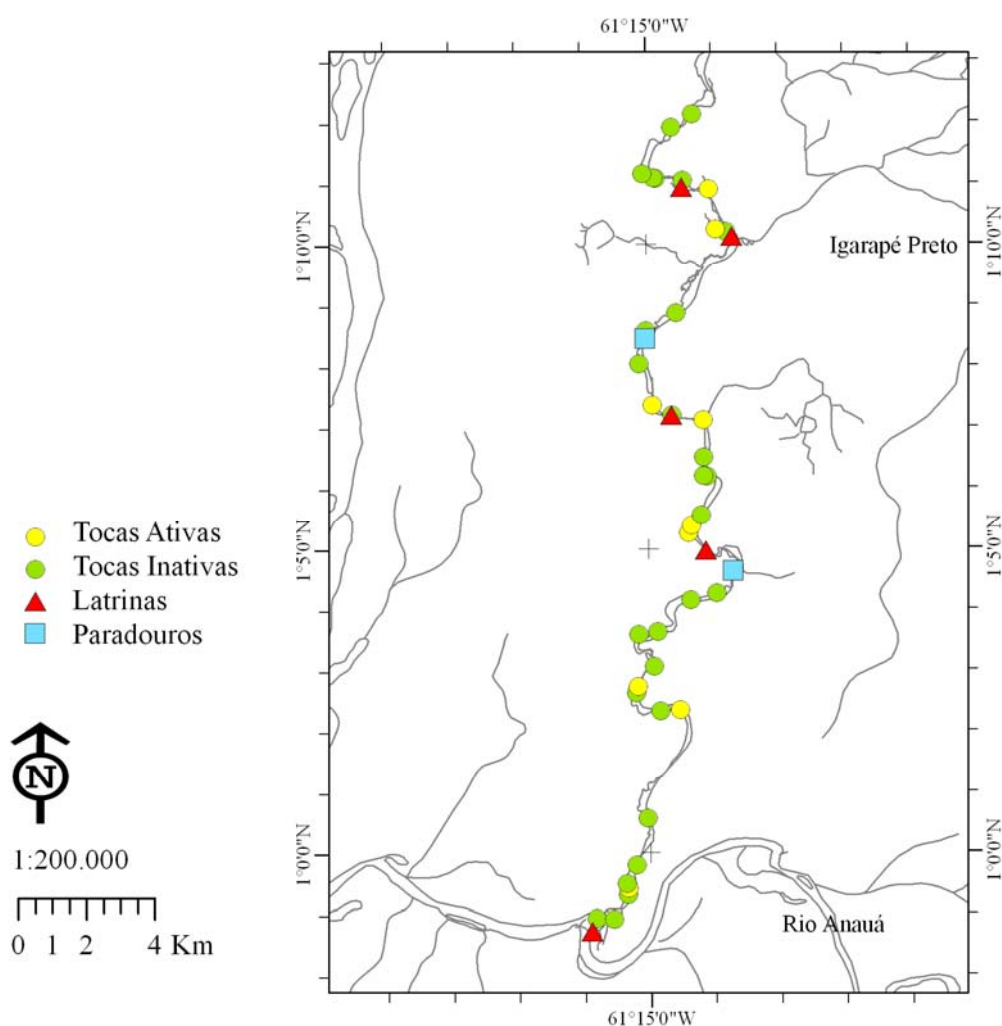 61°15'0"W
1°10'0"N
1°10'0"N
Igarapé Preto
Tocas Ativas
Tocas Inativas
Latrinas
Paradouros
1°5'0"N
1°5'0"N
N
1:200.000
0 1 2 4 Km
1°0'0"N
1°0'0"N
Rio Anauá
61°15'0"W